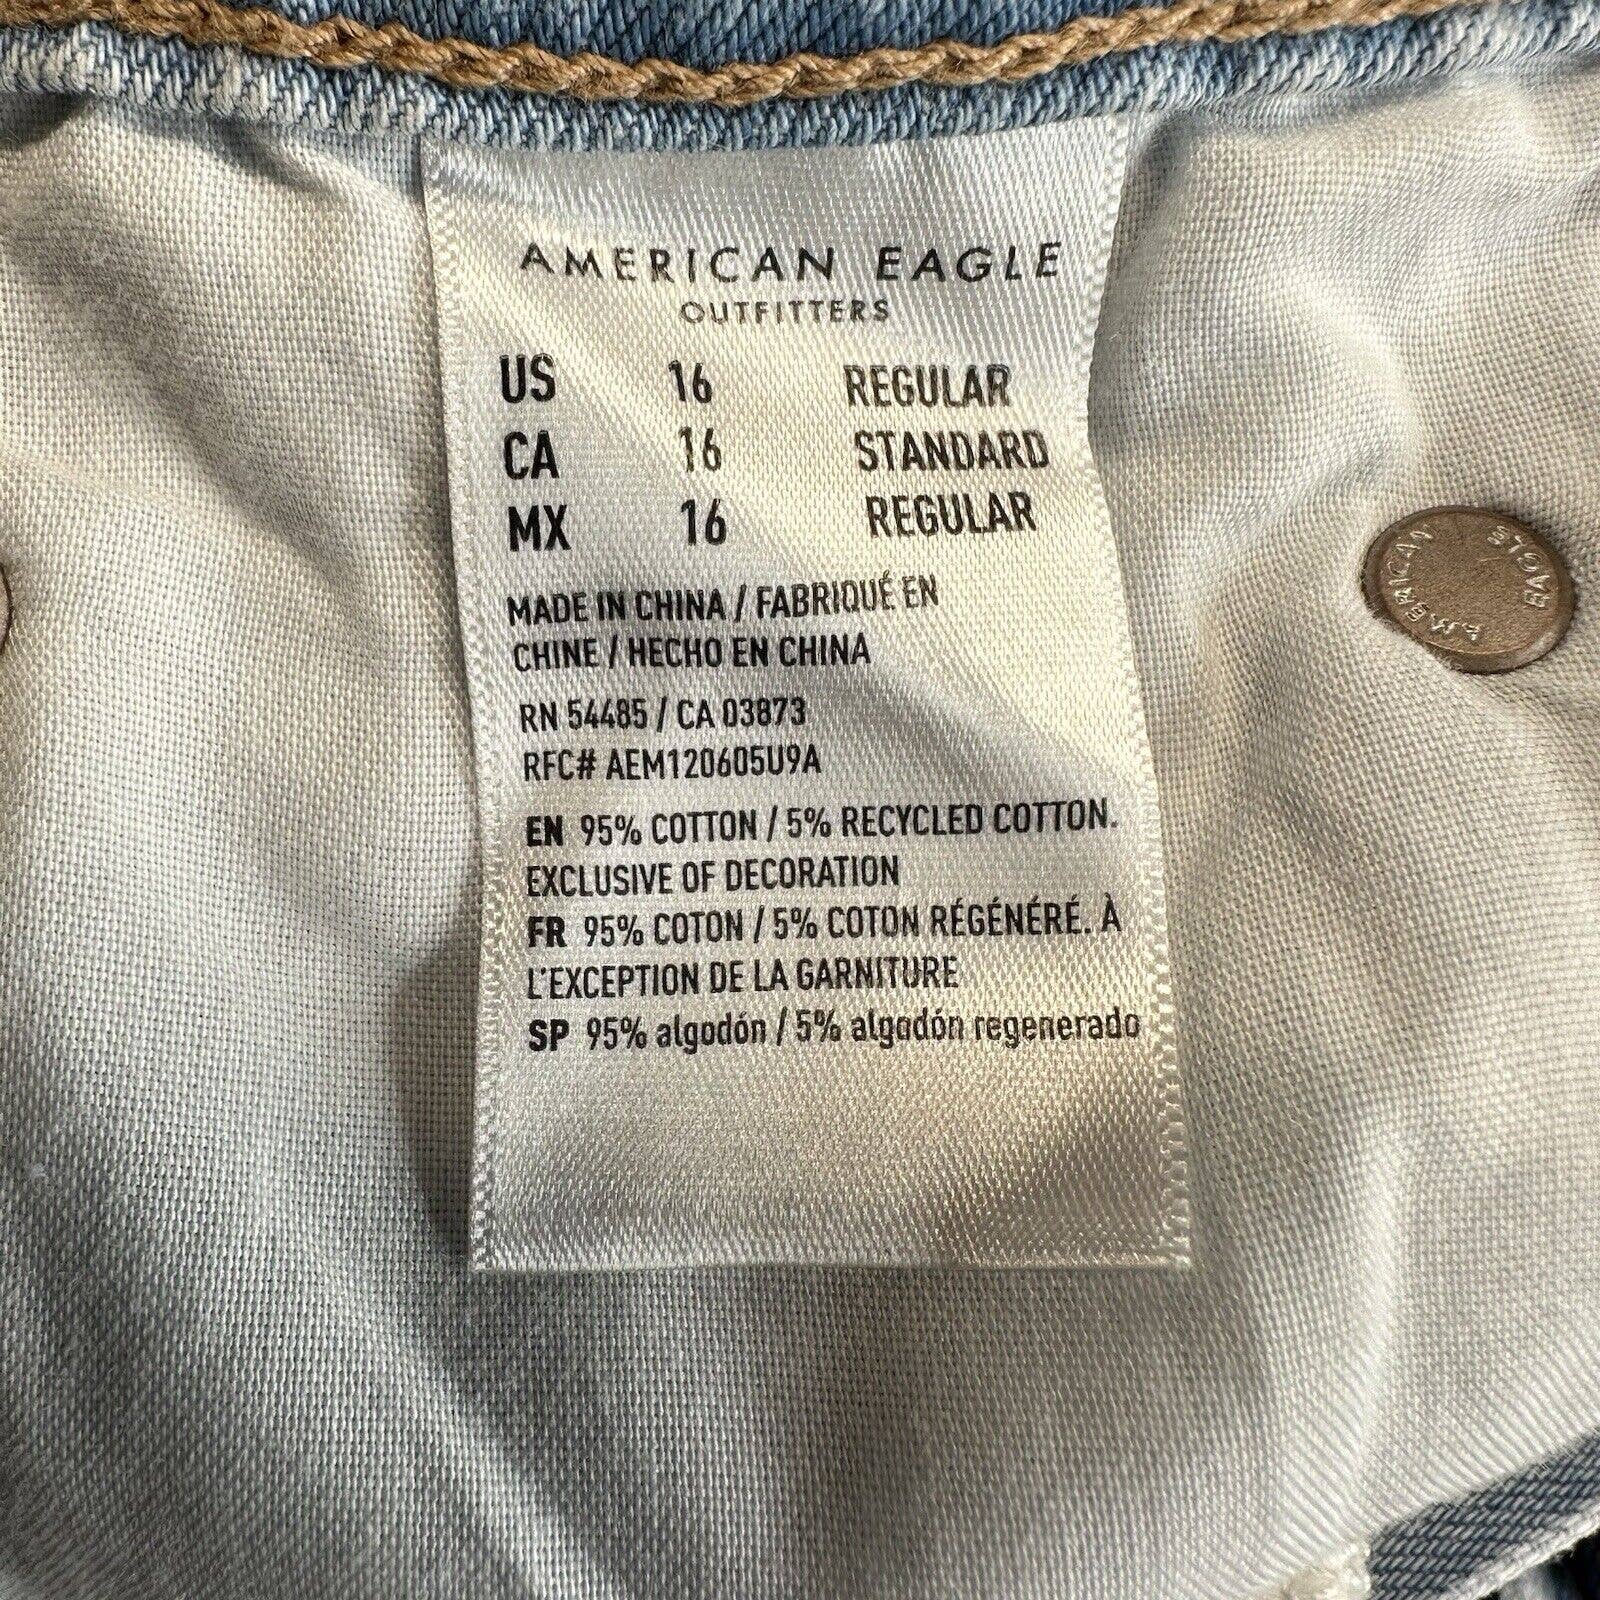 AMERICAN EAGLE
OUTFITTERS
US 16 REGULAR
CA 16 STANDARD
MX 16 REGULAR
MADE IN CHINA / FABRIQUÉ EN
CHINE / HECHO EN CHINA
RN 54485 / CA 03873
RFC# AEM120605U9A
EN 95% COTTON / 5% RECYCLED COTTON.
EXCLUSIVE OF DECORATION
FR 95% COTON / 5% COTON RÉGÉNÉRÉ. À
L'EXCEPTION DE LA GARNITURE
SP 95% algodón / 5% algodón regenerado
AMERICAN EAGLE